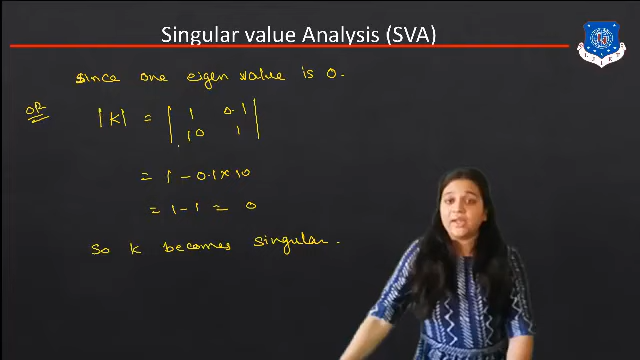 Singular value Analysis (SVA)
since one eigen value is 0.
OR
|K| = | 1 0.1 |
| 10 1 |
= 1 - 0.1 x 10
= 1 - 1 = 0
so K becomes singular.